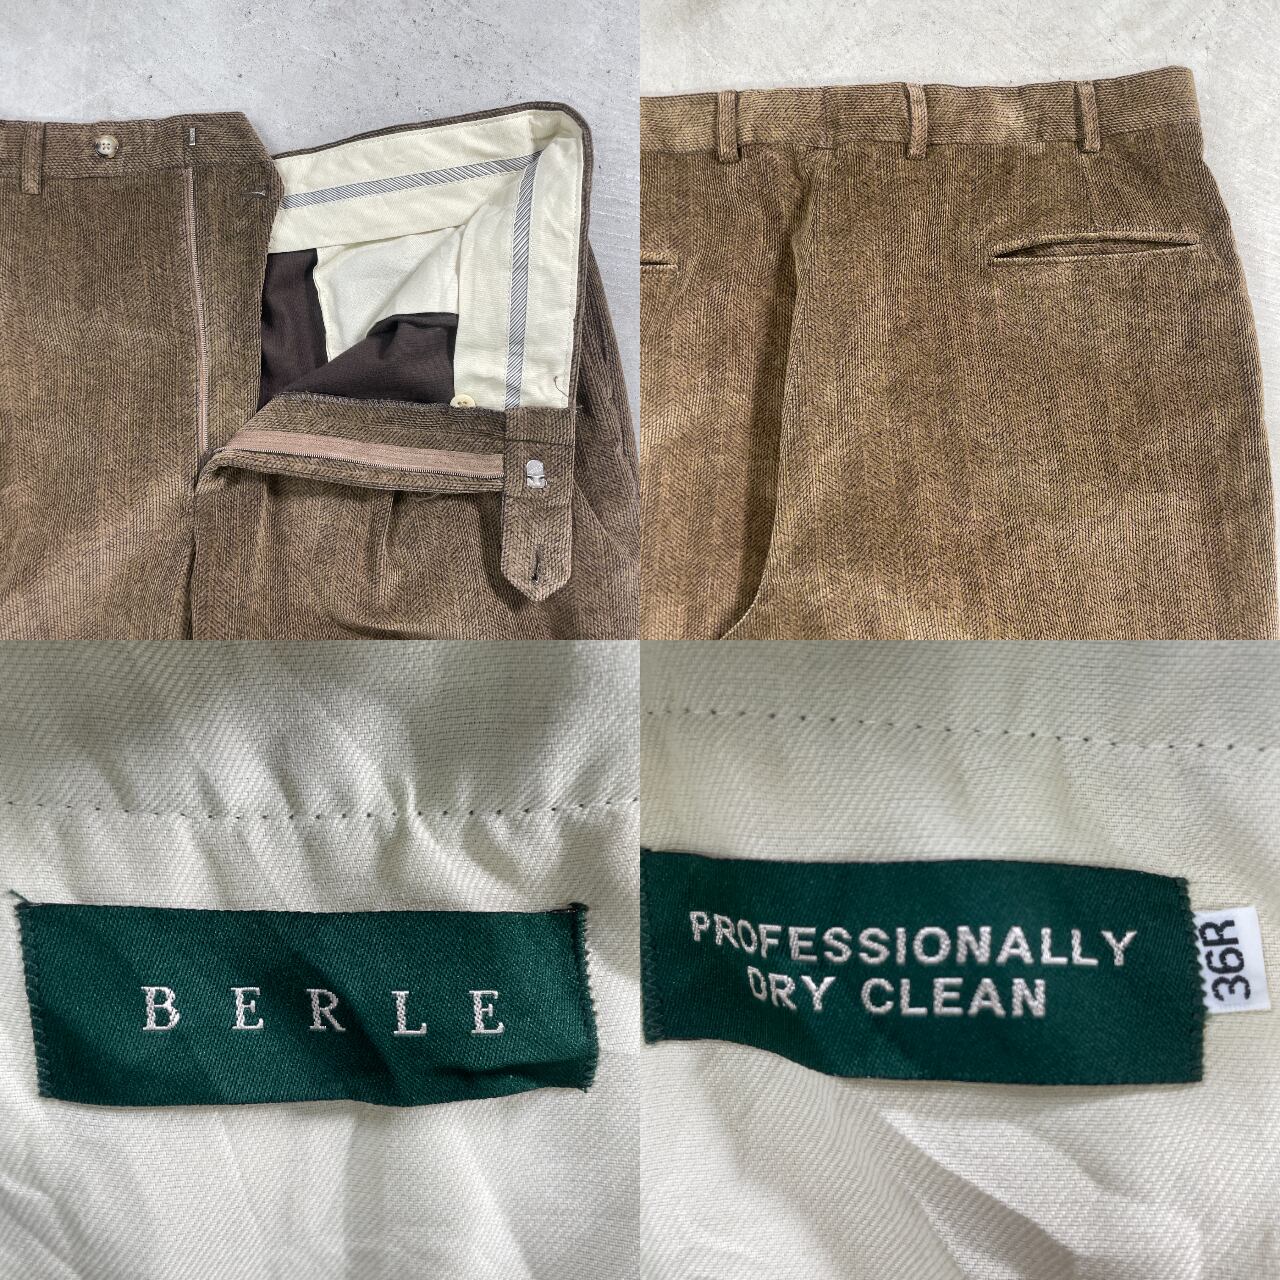 BERLE
PROFESSIONALLY
DRY CLEAN
36R